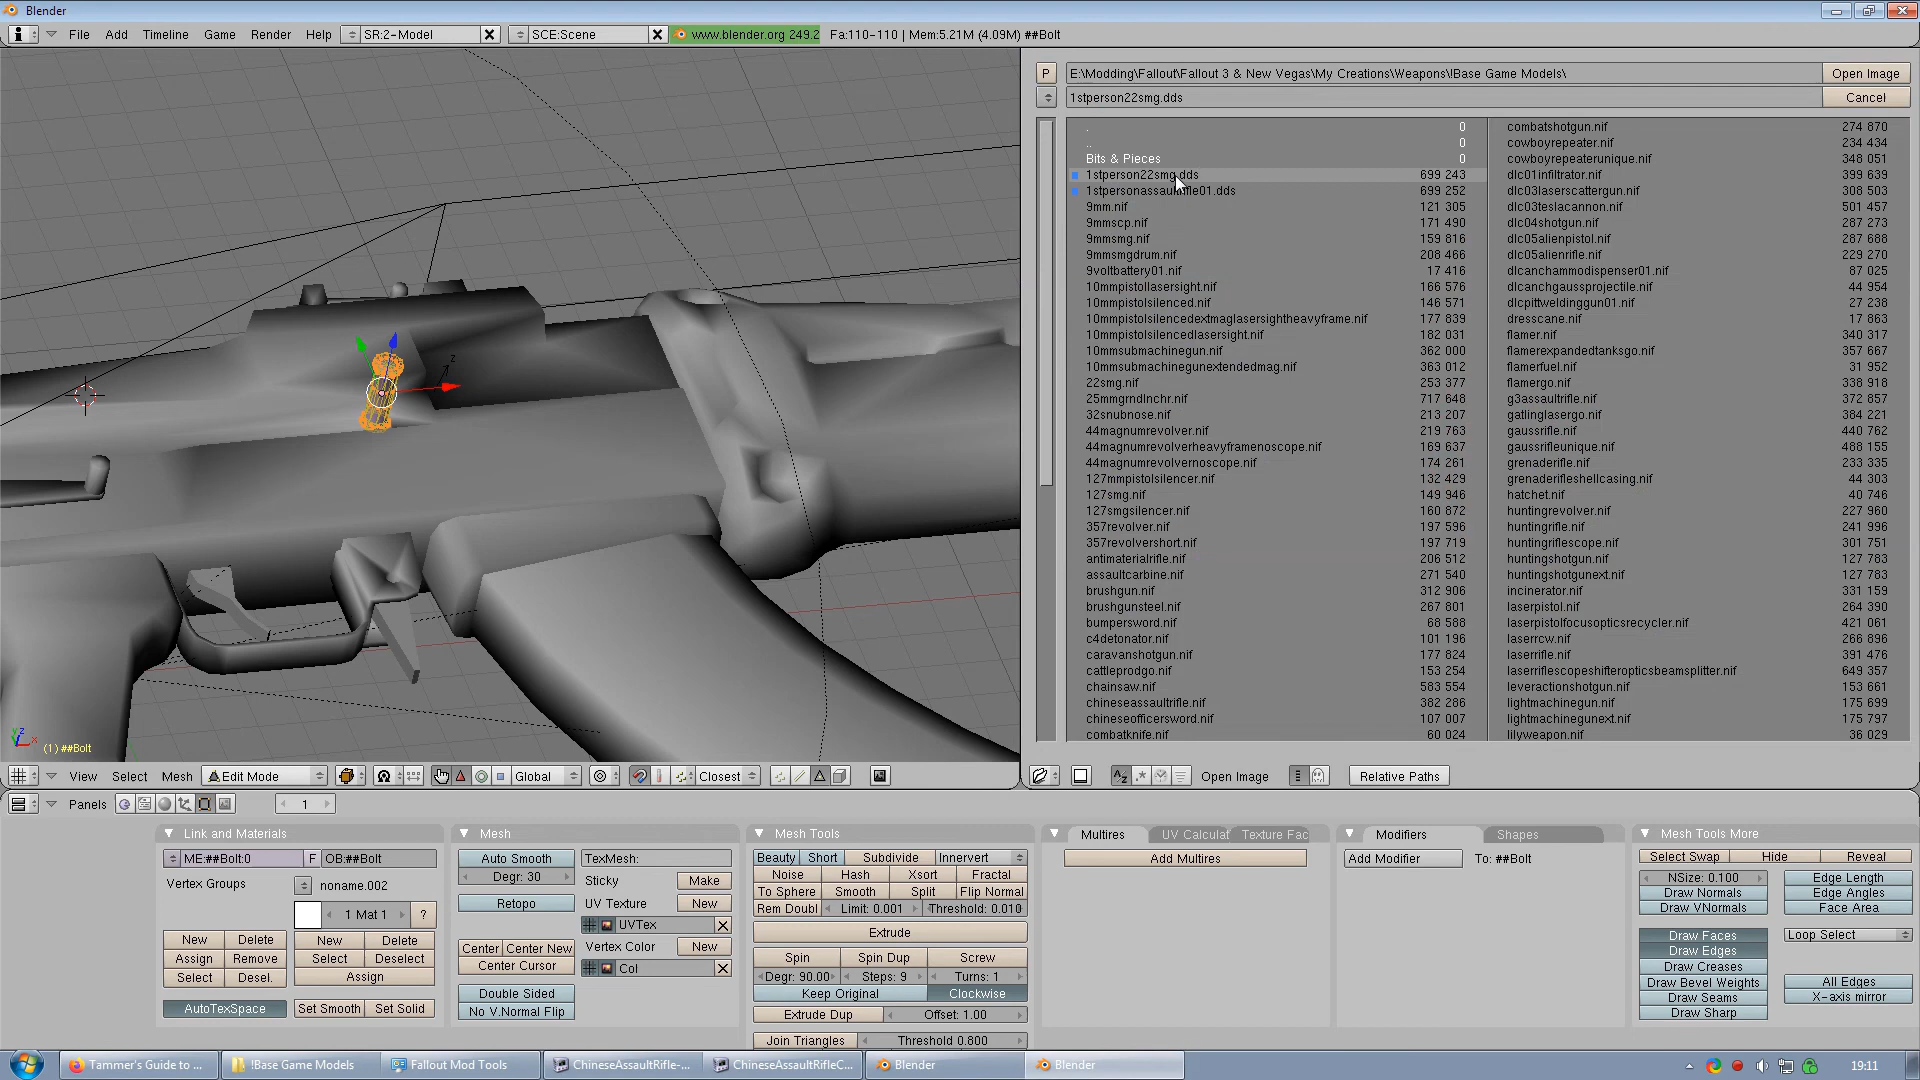 Blender
File Add Timeline Game Render Help SR:2-Model SCE:Scene www.blender.org 249.2 Fa:110-110 | Mem:5.21M (4.09M) ##Bolt
P E:\Modding\Fallout\Fallout 3 & New Vegas\My Creations\Weapons\!Base Game Models\ Open Image
1stperson22smg.dds Cancel
. 0
.. 0
Bits & Pieces 0
1stperson22smg.dds 699 243
1stpersonassaultrifle01.dds 699 252
9mm.nif 121 305
9mmscp.nif 171 490
9mmsmg.nif 159 816
9mmsmgdrum.nif 208 466
9voltbattery01.nif 17 416
10mmpistollasersight.nif 166 576
10mmpistolsilenced.nif 146 571
10mmpistolsilencedextmaglasersightheavyframe.nif 177 839
10mmpistolsilencedlasersight.nif 182 031
10mmsubmachinegun.nif 362 000
10mmsubmachinegunextendedmag.nif 363 012
22smg.nif 253 377
25mmgrndlnchr.nif 717 648
32snubnose.nif 213 207
44magnumrevolver.nif 219 763
44magnumrevolverheavyframenoscope.nif 169 637
44magnumrevolvernoscope.nif 174 261
127mmpistolsilencer.nif 132 429
127smg.nif 149 946
127smgsilencer.nif 160 872
357revolver.nif 197 596
357revolvershort.nif 197 719
antimaterialrifle.nif 206 512
assaultcarbine.nif 271 540
brushgun.nif 312 906
brushgunsteel.nif 267 801
bumpersword.nif 68 588
c4detonator.nif 101 196
caravanshotgun.nif 177 824
cattleprodgo.nif 153 254
chainsaw.nif 583 554
chineseassaultrifle.nif 382 286
chineseofficersword.nif 107 007
combatknife.nif 60 024
combatshotgun.nif 274 870
cowboyrepeater.nif 234 434
cowboyrepeaterunique.nif 348 051
dlc01infiltrator.nif 399 639
dlc03laserscattergun.nif 308 503
dlc03teslacannon.nif 501 457
dlc04shotgun.nif 287 273
dlc05alienpistol.nif 287 688
dlc05alienrifle.nif 229 270
dlcanchammodispenser01.nif 87 025
dlcanchgaussprojectile.nif 44 954
dlcpittweldinggun01.nif 27 238
dresscane.nif 17 863
flamer.nif 340 317
flamerexpandedtanksgo.nif 357 667
flamerfuel.nif 31 952
flamergo.nif 338 918
g3assaultrifle.nif 372 857
gatlinglasergo.nif 384 221
gaussrifle.nif 440 762
gaussrifleunique.nif 488 155
grenaderifle.nif 233 335
grenaderifleshellcasing.nif 44 303
hatchet.nif 40 746
huntingrevolver.nif 227 960
huntingrifle.nif 241 996
huntingriflescope.nif 301 751
huntingshotgun.nif 127 783
huntingshotgunext.nif 127 783
incinerator.nif 331 159
laserpistol.nif 264 390
laserpistolfocusopticsrecycler.nif 421 061
laserrcw.nif 266 896
laserrifle.nif 391 476
laserriflescopeshifteropticsbeamsplitter.nif 649 357
leveractionshotgun.nif 153 661
lightmachinegun.nif 175 699
lightmachinegunext.nif 175 797
lilyweapon.nif 36 029
z
z x
(1) ##Bolt
View Select Mesh Edit Mode Global Closest
Open Image Relative Paths
Panels 1
Link and Materials
ME:##Bolt:0 F OB:##Bolt
Vertex Groups noname.002
1 Mat 1 ?
New Delete New Delete
Assign Remove Select Deselect
Select Desel. Assign
AutoTexSpace Set Smooth Set Solid
Mesh
Auto Smooth TexMesh:
Degr: 30 Sticky Make
Retopo UV Texture New
UVTex
Center Center New Vertex Color New
Center Cursor Col
Double Sided
No V.Normal Flip
Mesh Tools
Beauty Short Subdivide Innervert
Noise Hash Xsort Fractal
To Sphere Smooth Split Flip Normal
Rem Doubl Limit: 0.001 Threshold: 0.010
Extrude
Spin Spin Dup Screw
Degr: 90.00 Steps: 9 Turns: 1
Keep Original Clockwise
Extrude Dup Offset: 1.00
Join Triangles Threshold 0.800
Multires UV Calculat Texture Fac
Add Multires
Modifiers Shapes
Add Modifier To: ##Bolt
Mesh Tools More
Select Swap Hide Reveal
NSize: 0.100 Edge Length
Draw Normals Edge Angles
Draw VNormals Face Area
Draw Faces Loop Select
Draw Edges
Draw Creases
Draw Bevel Weights All Edges
Draw Seams X-axis mirror
Draw Sharp
Tammer's Guide to ... !Base Game Models Fallout Mod Tools ChineseAssaultRifle-... ChineseAssaultRifleC... Blender Blender 19:11